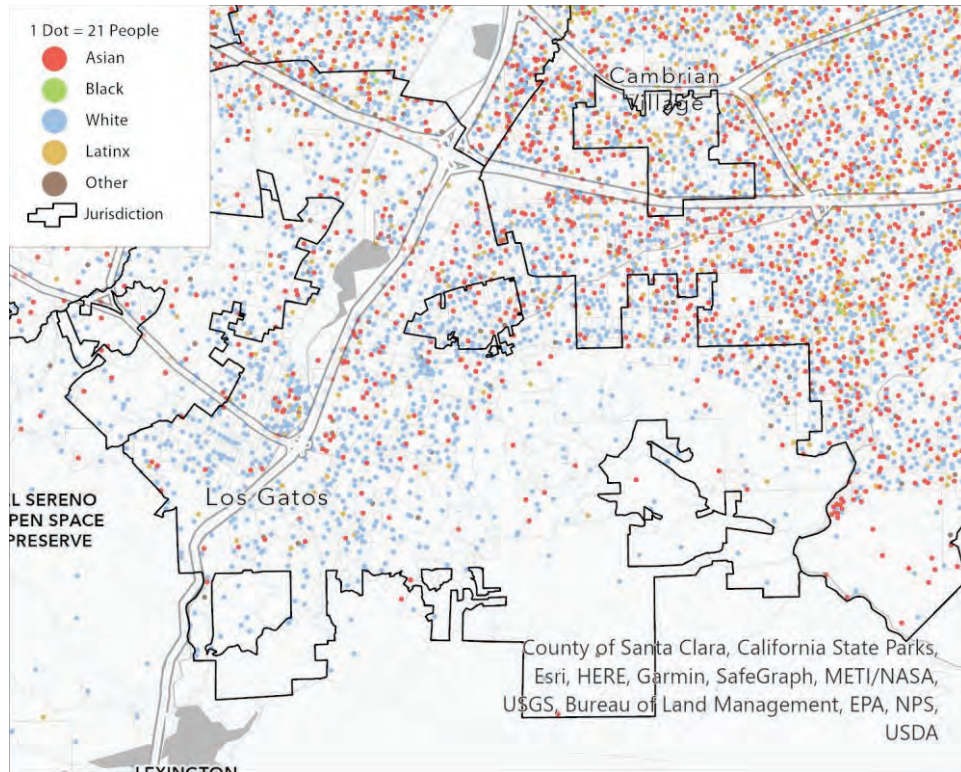 1 Dot = 21 People
Asian
Black
White
Latinx
Other
Jurisdiction
Cambrian
Village
Los Gatos
L SERENO
PEN SPACE
PRESERVE
County of Santa Clara, California State Parks,
Esri, HERE, Garmin, SafeGraph, METI/NASA,
USGS, Bureau of Land Management, EPA, NPS,
USDA
LEXINGTON